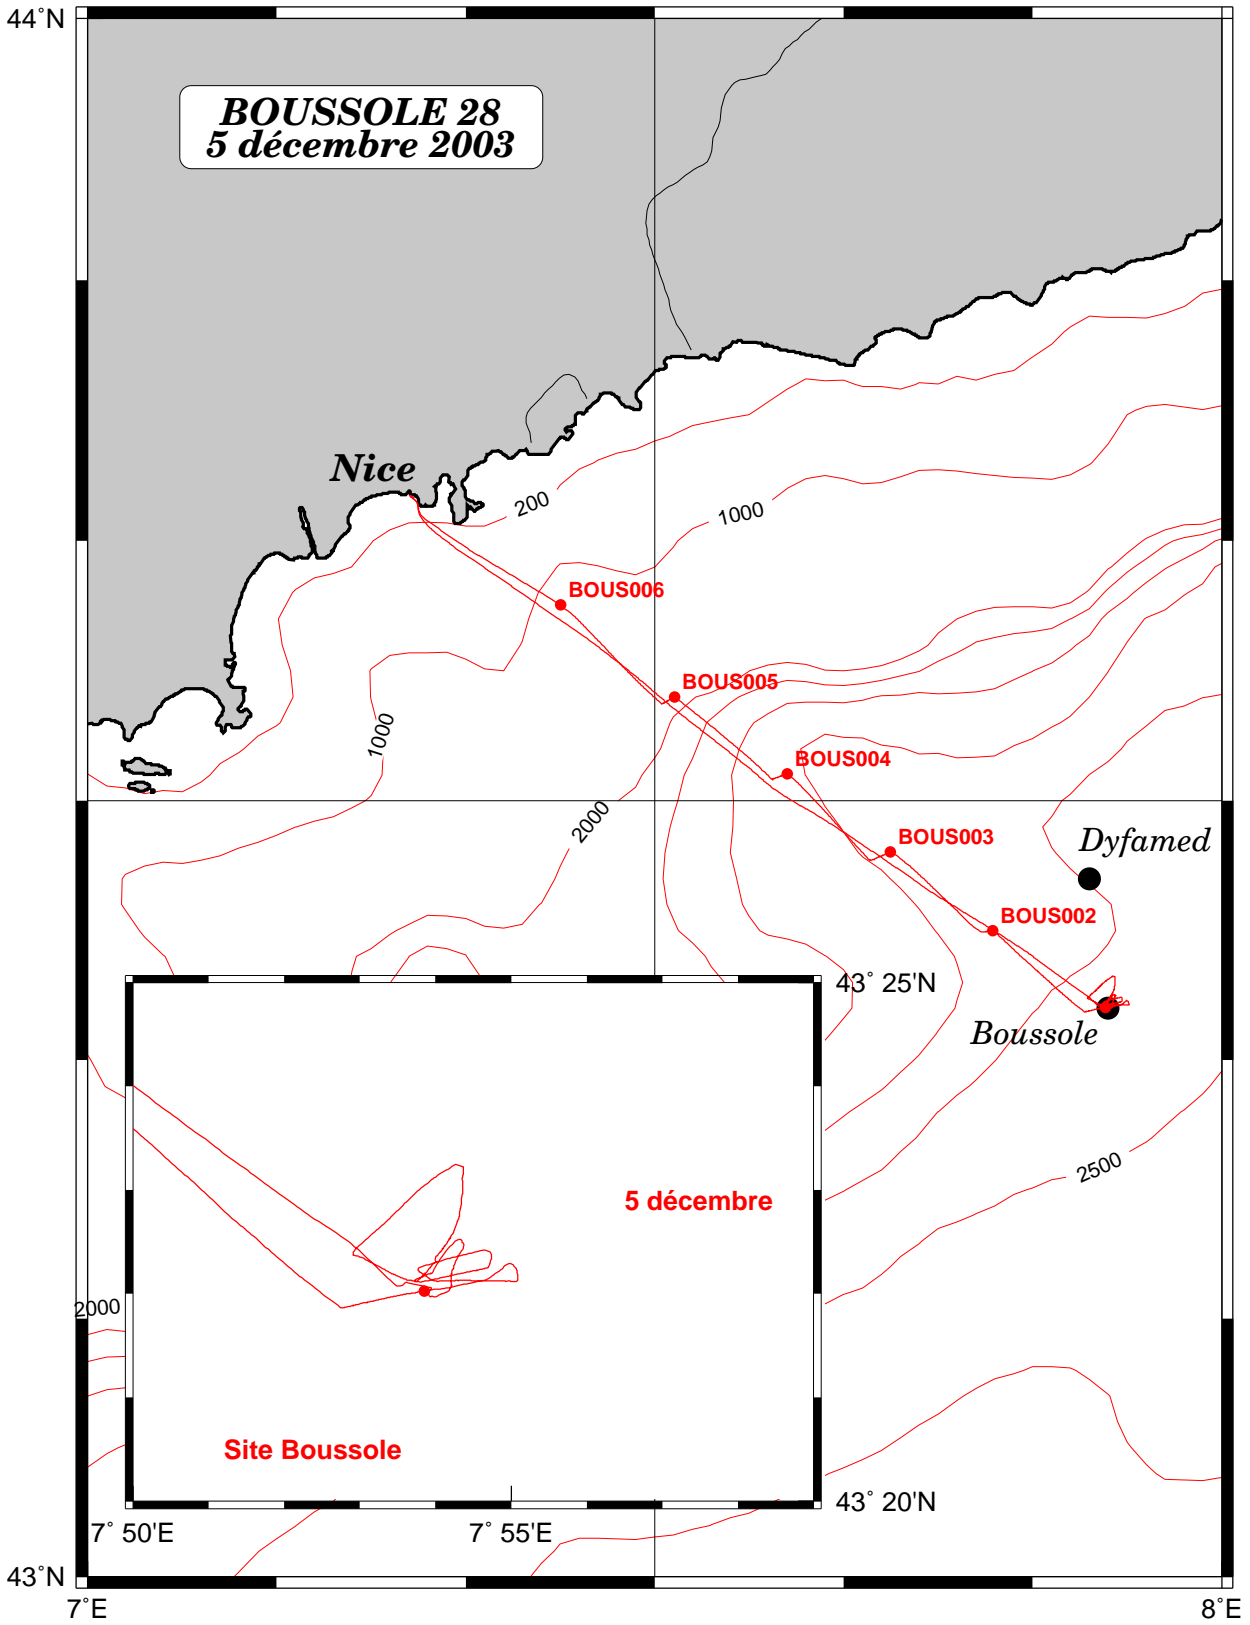 44°N
BOUSSOLE 28
5 décembre 2003
Nice
200
1000
BOUS006
BOUS005
1000
BOUS004
2000
BOUS003
Dyfamed
BOUS002
43° 25'N
Boussole
2500
5 décembre
2000
Site Boussole
43° 20'N
7° 50'E
7° 55'E
43°N
7°E
8°E